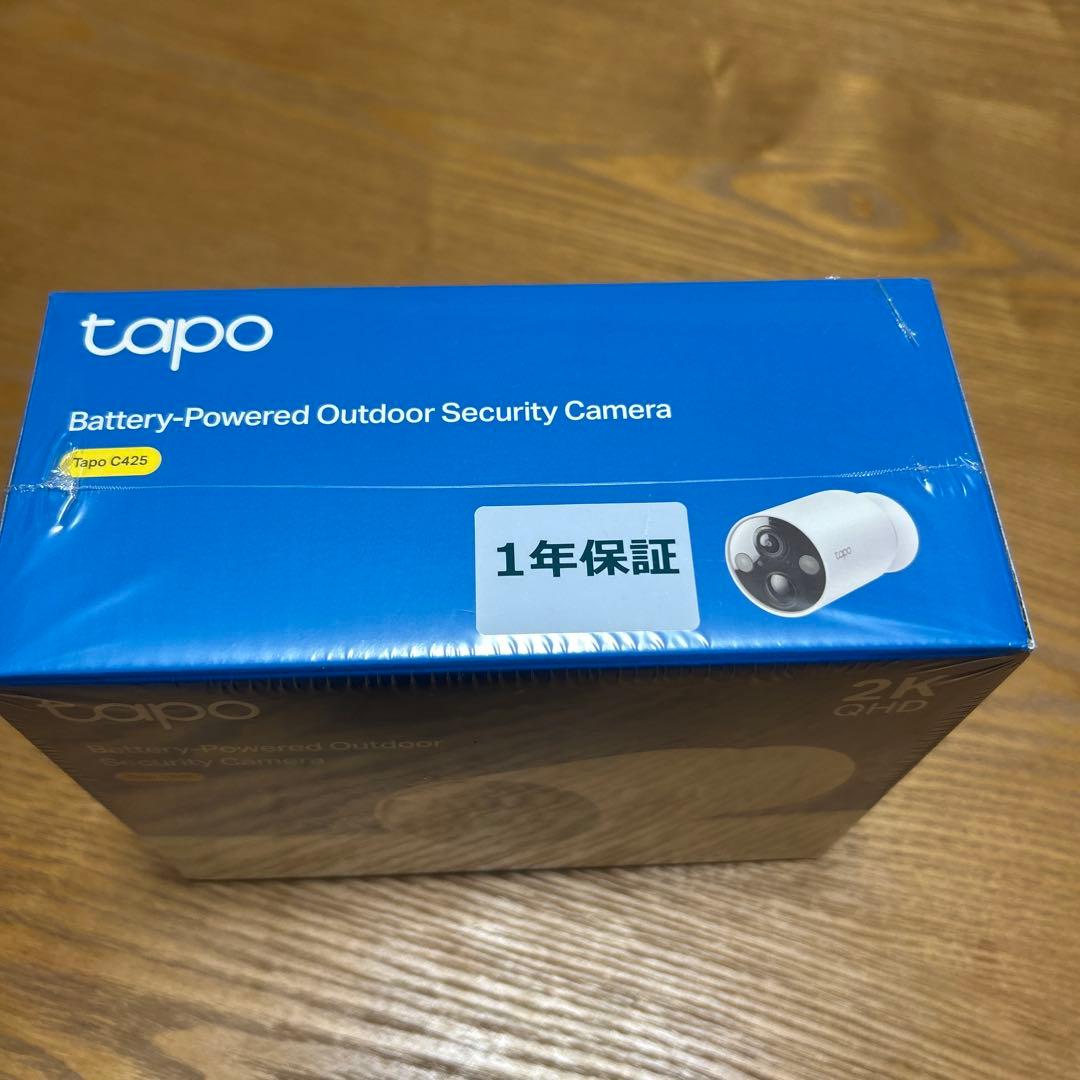 tapo
Battery-Powered Outdoor Security Camera
Tapo C425
1年保証
tapo
tapo
2K
QHD
Battery-Powered Outdoor
Security Camera